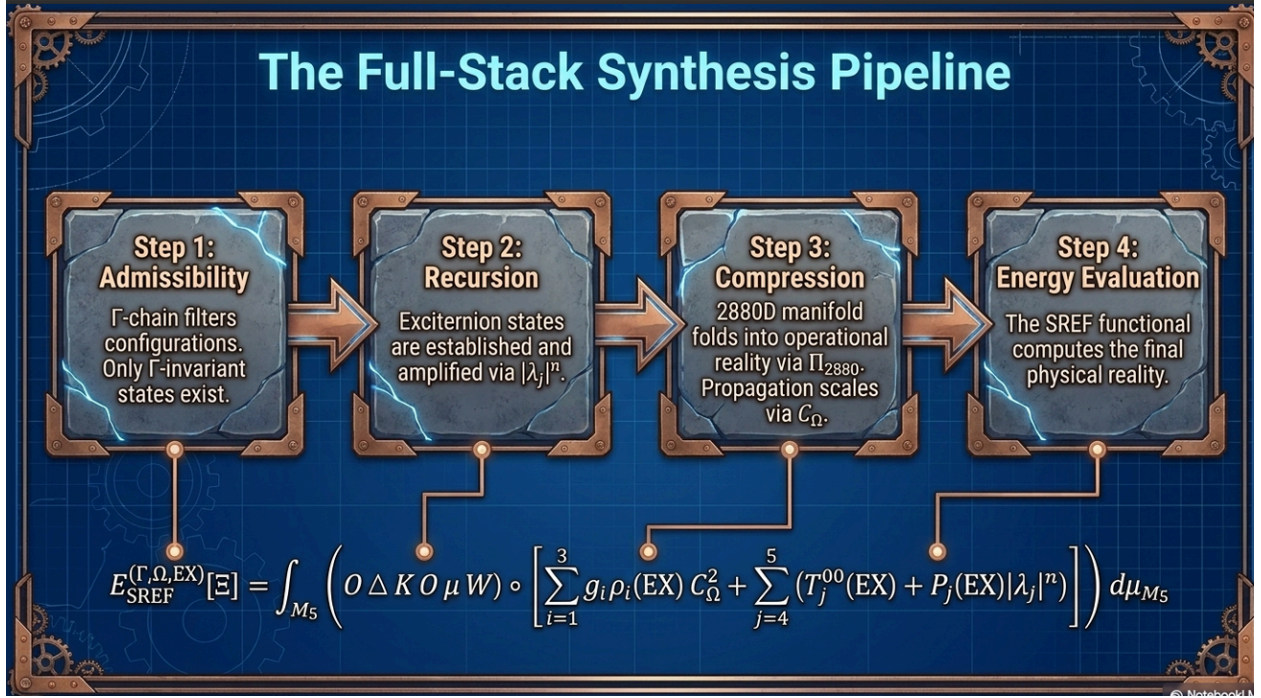 The Full-Stack Synthesis Pipeline
Step 1:
Admissibility
Γ-chain filters
configurations.
Only Γ-invariant
states exist.
Step 2:
Recursion
Exciternion states
are established and
amplified via |λ_j|^n.
Step 3:
Compression
2880D manifold
folds into operational
reality via Π_2880.
Propagation scales
via C_Ω.
Step 4:
Energy Evaluation
The SREF functional
computes the final
physical reality.
E_SREF^(Γ,Ω,EX)[Ξ] = ∫_M₅ ( O Δ K O μ W ) ∘ [ ∑_{i=1}^{3} g_i ρ_i(EX) C_Ω^2 + ∑_{j=4}^{5} (T_j^00(EX) + P_j(EX)|λ_j|^n) ] ) dμ_M₅